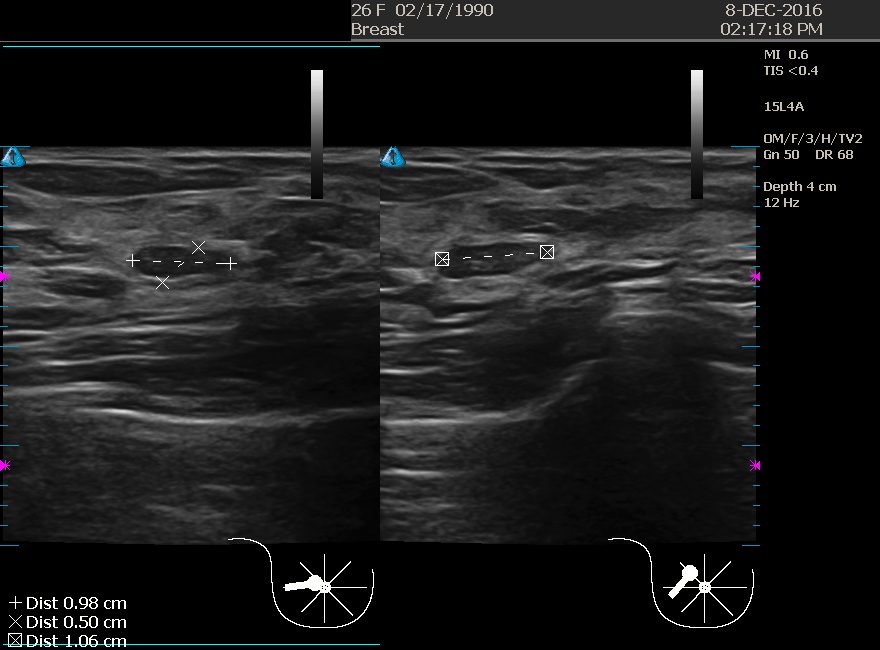 26 F 02/17/1990 8-DEC-2016
Breast 02:17:18 PM
MI 0.6
TIS <0.4
15L4A
OM/F/3/H/TV2
Gn 50 DR 68
Depth 4 cm
12 Hz
Dist 0.98 cm
Dist 0.50 cm
Dist 1.06 cm